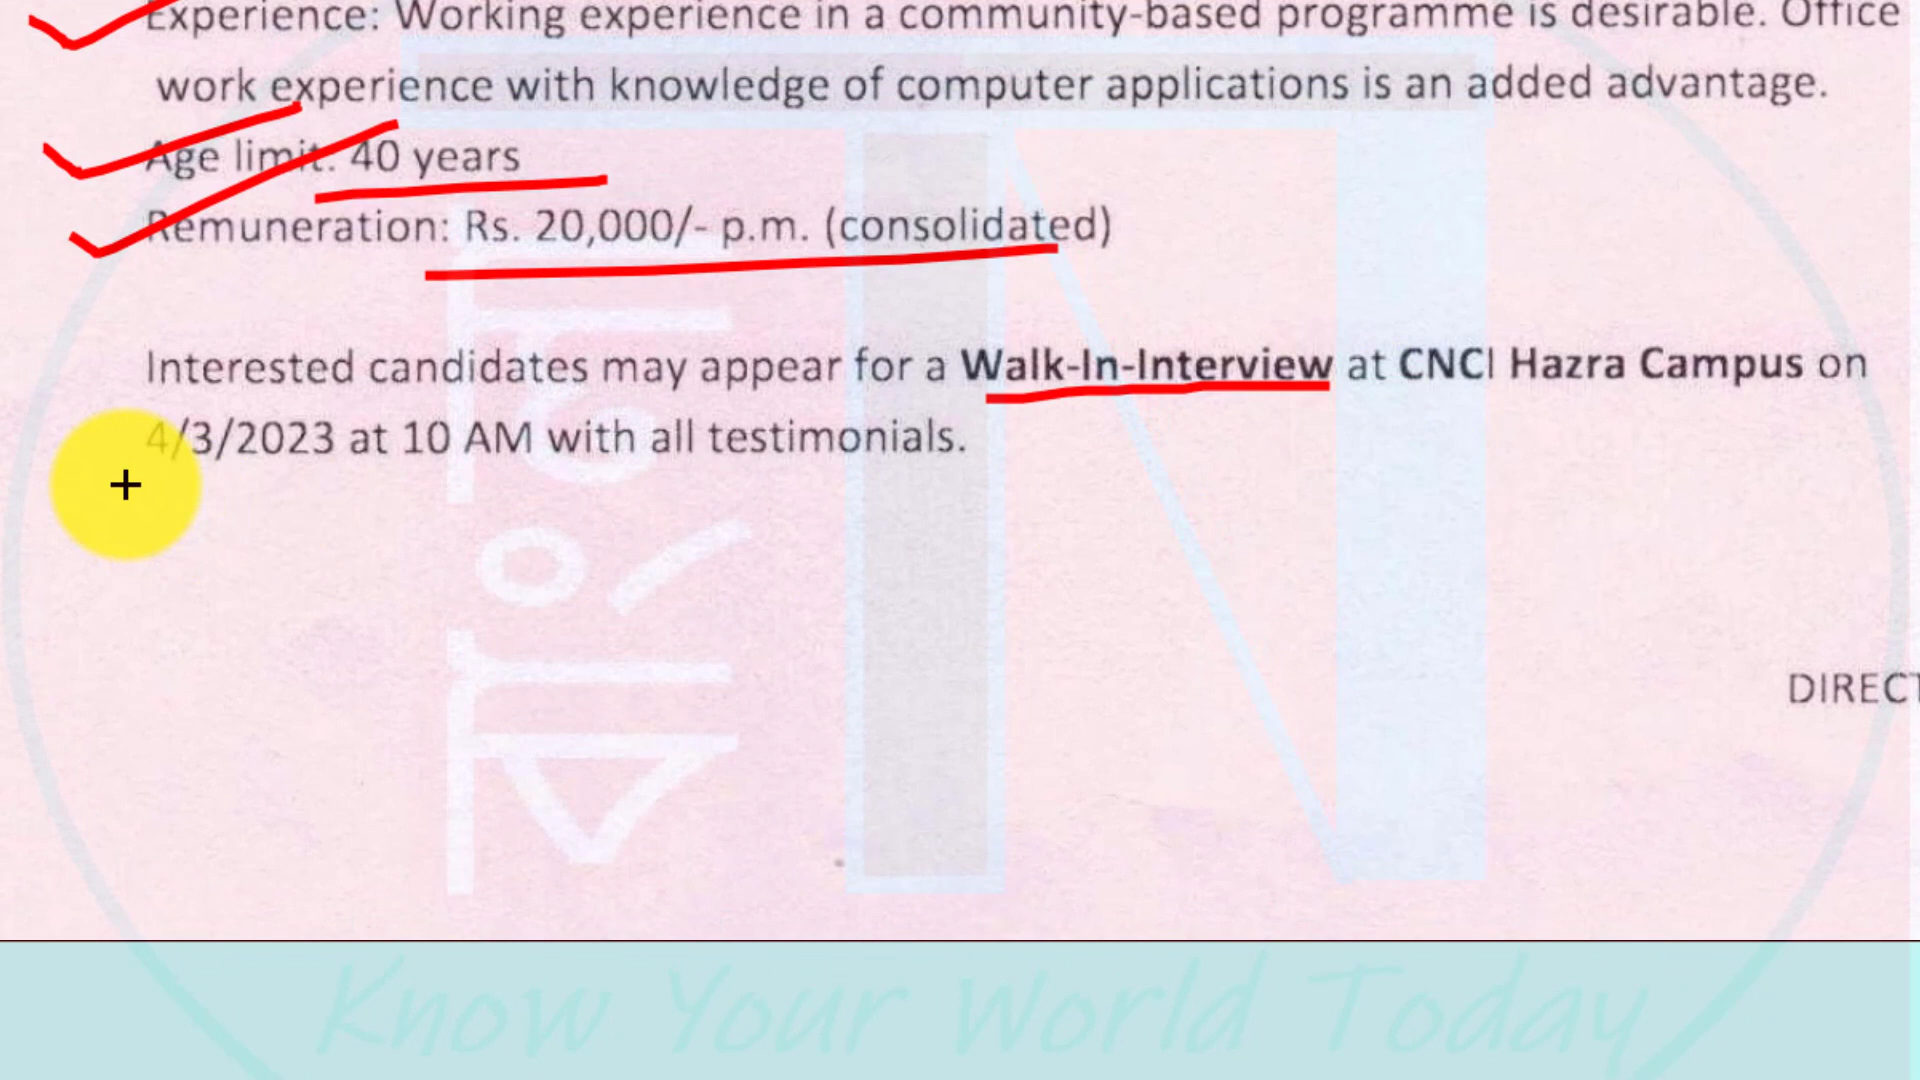 Experience: Working experience in a community-based programme is desirable. Office
work experience with knowledge of computer applications is an added advantage.
Age limit: 40 years
Remuneration: Rs. 20,000/- p.m. (consolidated)
Interested candidates may appear for a Walk-In-Interview at CNCI Hazra Campus on
4/3/2023 at 10 AM with all testimonials.
DIRECT
বাংলা
TN
Know Your World Today